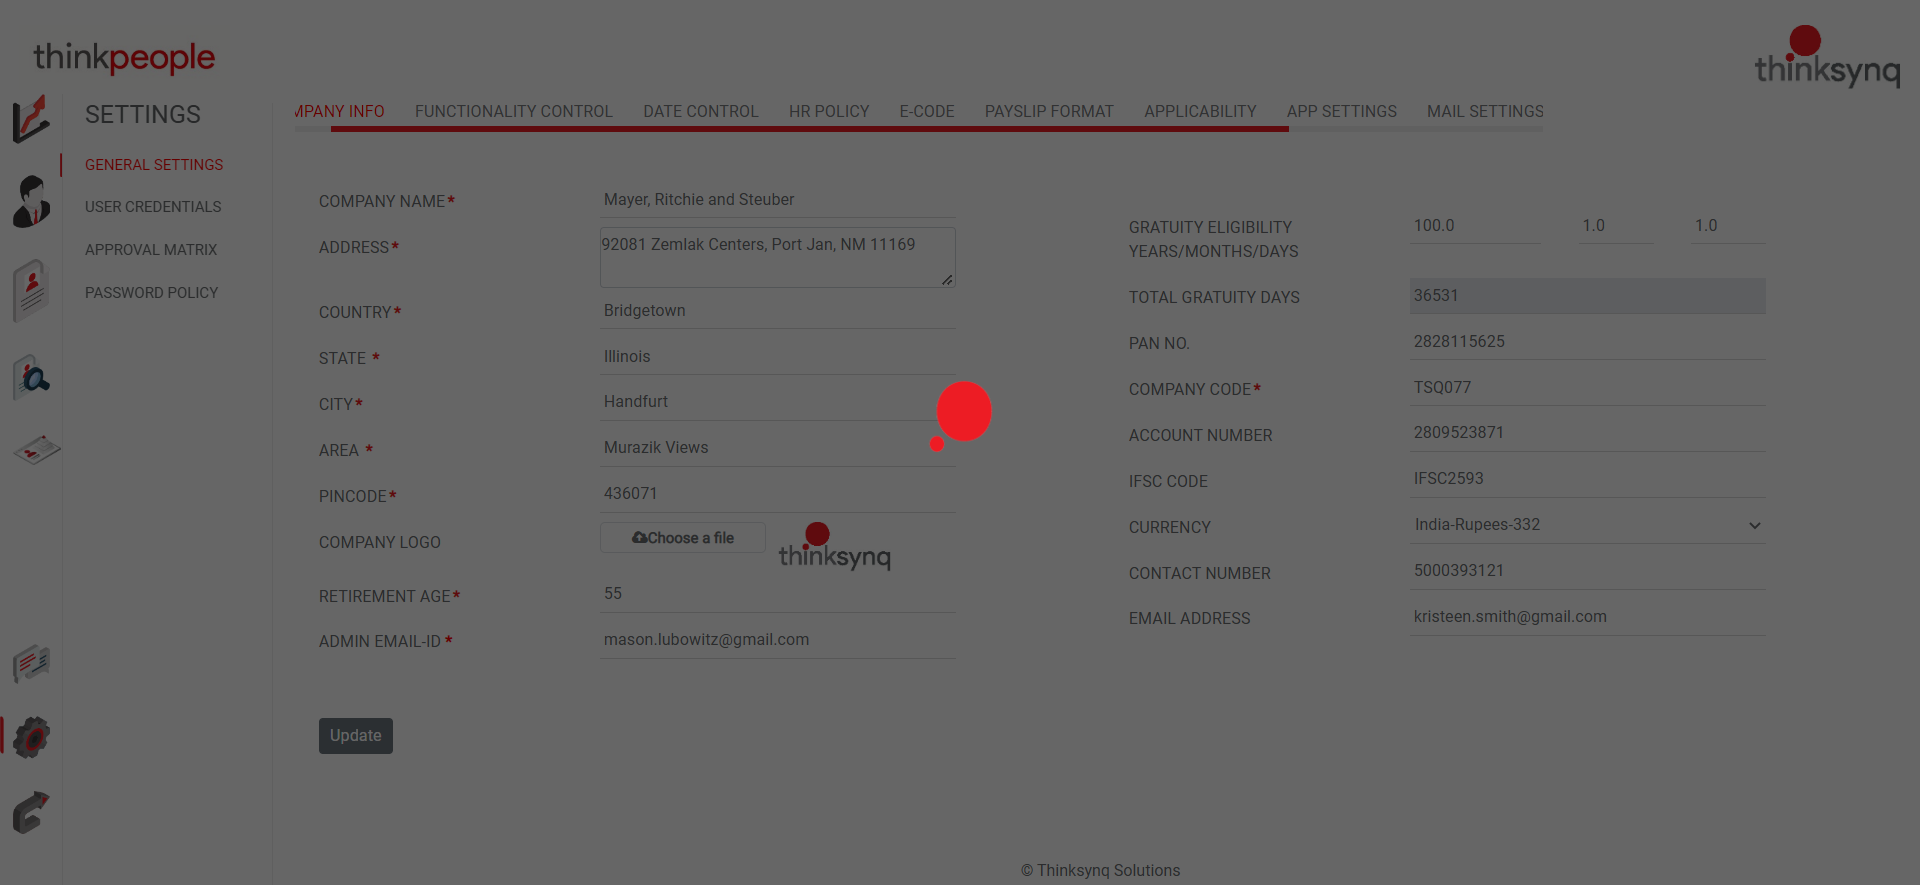 thinkpeople
thinksynq
SETTINGS
GENERAL SETTINGS
USER CREDENTIALS
APPROVAL MATRIX
PASSWORD POLICY
MPANY INFO
FUNCTIONALITY CONTROL
DATE CONTROL
HR POLICY
E-CODE
PAYSLIP FORMAT
APPLICABILITY
APP SETTINGS
MAIL SETTINGS
COMPANY NAME*
Mayer, Ritchie and Steuber
ADDRESS*
92081 Zemlak Centers, Port Jan, NM 11169
COUNTRY*
Bridgetown
STATE *
Illinois
CITY*
Handfurt
AREA *
Murazik Views
PINCODE*
436071
COMPANY LOGO
Choose a file
thinksynq
RETIREMENT AGE*
55
ADMIN EMAIL-ID *
mason.lubowitz@gmail.com
GRATUITY ELIGIBILITY
YEARS/MONTHS/DAYS
100.0
1.0
1.0
TOTAL GRATUITY DAYS
36531
PAN NO.
2828115625
COMPANY CODE*
TSQ077
ACCOUNT NUMBER
2809523871
IFSC CODE
IFSC2593
CURRENCY
India-Rupees-332
CONTACT NUMBER
5000393121
EMAIL ADDRESS
kristeen.smith@gmail.com
Update
© Thinksynq Solutions